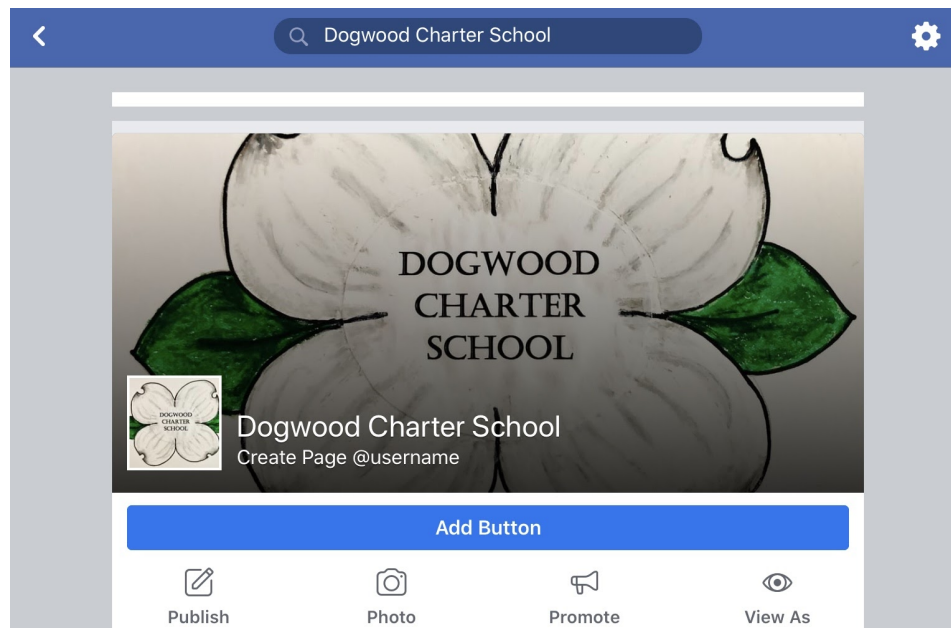 Dogwood Charter School
DOGWOOD
CHARTER
SCHOOL
DOGWOOD
CHARTER
SCHOOL
Dogwood Charter School
Create Page @username
Add Button
Publish Photo Promote View As